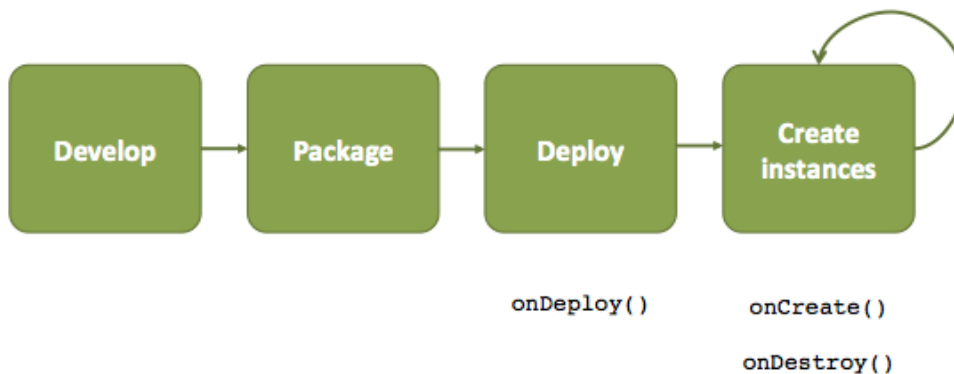 Develop
Package
Deploy
Create
instances
onDeploy()
onCreate()
onDestroy()